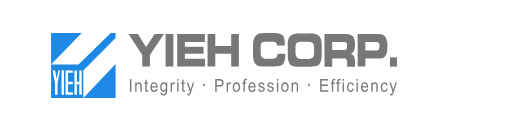 YIEH CORP.
YIEH
Integrity · Profession · Efficiency